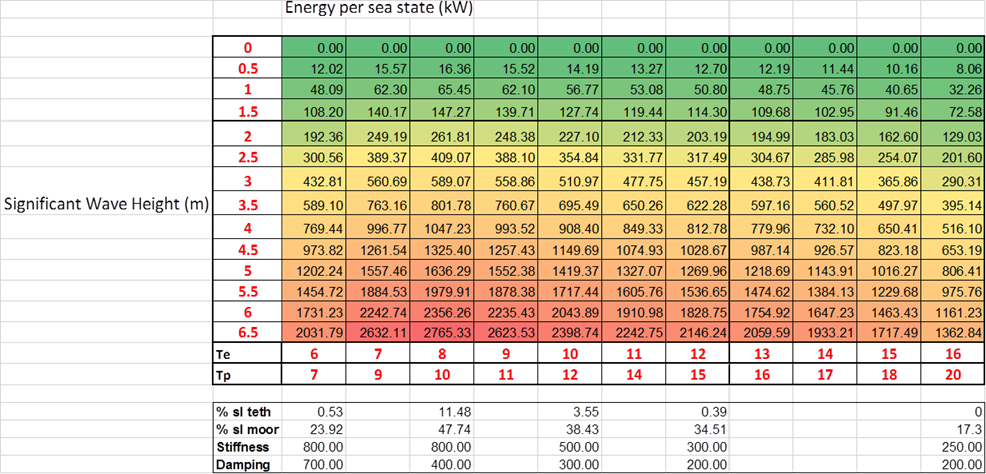 Energy per sea state (kW)
0 0.00 0.00 0.00 0.00 0.00 0.00 0.00 0.00 0.00 0.00 0.00
0.5 12.02 15.57 16.36 15.52 14.19 13.27 12.70 12.19 11.44 10.16 8.06
1 48.09 62.30 65.45 62.10 56.77 53.08 50.80 48.75 45.76 40.65 32.26
1.5 108.20 140.17 147.27 139.71 127.74 119.44 114.30 109.68 102.95 91.46 72.58
2 192.36 249.19 261.81 248.38 227.10 212.33 203.19 194.99 183.03 162.60 129.03
2.5 300.56 389.37 409.07 388.10 354.84 331.77 317.49 304.67 285.98 254.07 201.60
3 432.81 560.69 589.07 558.86 510.97 477.75 457.19 438.73 411.81 365.86 290.31
Significant Wave Height (m)
3.5 589.10 763.16 801.78 760.67 695.49 650.26 622.28 597.16 560.52 497.97 395.14
4 769.44 996.77 1047.23 993.52 908.40 849.33 812.78 779.96 732.10 650.41 516.10
4.5 973.82 1261.54 1325.40 1257.43 1149.69 1074.93 1028.67 987.14 926.57 823.18 653.19
5 1202.24 1557.46 1636.29 1552.38 1419.37 1327.07 1269.96 1218.69 1143.91 1016.27 806.41
5.5 1454.72 1884.53 1979.91 1878.38 1717.44 1605.76 1536.65 1474.62 1384.13 1229.68 975.76
6 1731.23 2242.74 2356.26 2235.43 2043.89 1910.98 1828.75 1754.92 1647.23 1463.43 1161.23
6.5 2031.79 2632.11 2765.33 2623.53 2398.74 2242.75 2146.24 2059.59 1933.21 1717.49 1362.84
Te 6 7 8 9 10 11 12 13 14 15 16
Tp 7 9 10 11 12 14 15 16 17 18 20
% sl teth 0.53 11.48 3.55 0.39 0
% sl moor 23.92 47.74 38.43 34.51 17.3
Stiffness 800.00 800.00 500.00 300.00 250.00
Damping 700.00 400.00 300.00 200.00 200.00